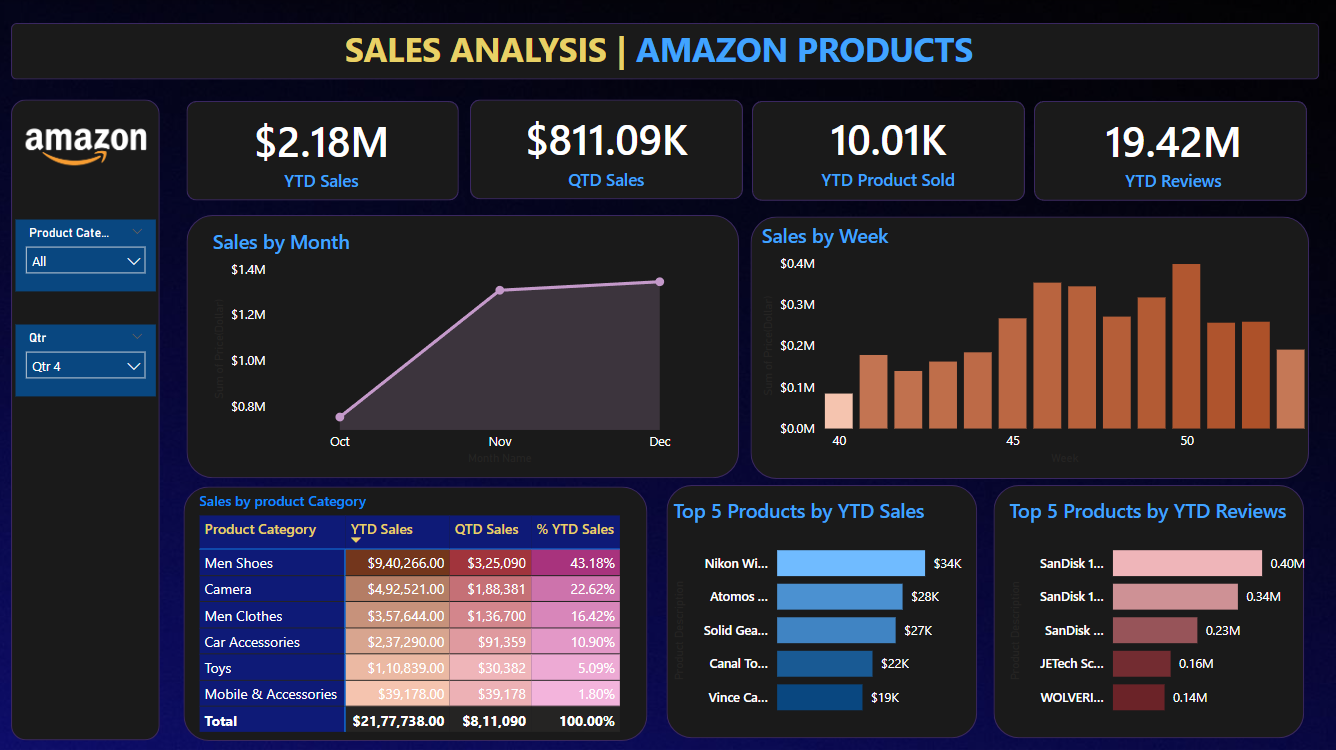 SALES ANALYSIS | AMAZON PRODUCTS
amazon
Product Cate...
All
Qtr
Qtr 4
$2.18M
YTD Sales
$811.09K
QTD Sales
10.01K
YTD Product Sold
19.42M
YTD Reviews
Sales by Month
$1.4M
$1.2M
$1.0M
$0.8M
Oct Nov Dec
Month Name
Sales by Week
$0.4M
$0.3M
$0.2M
$0.1M
$0.0M
40 45 50
Week
Sales by product Category
Product Category YTD Sales QTD Sales % YTD Sales
Men Shoes $9,40,266.00 $3,25,090 43.18%
Camera $4,92,521.00 $1,88,381 22.62%
Men Clothes $3,57,644.00 $1,36,700 16.42%
Car Accessories $2,37,290.00 $91,359 10.90%
Toys $1,10,839.00 $30,382 5.09%
Mobile & Accessories $39,178.00 $39,178 1.80%
Total $21,77,738.00 $8,11,090 100.00%
Top 5 Products by YTD Sales
Product Description
Nikon Wi... $34K
Atomos ... $28K
Solid Gea... $27K
Canal To... $22K
Vince Ca... $19K
Top 5 Products by YTD Reviews
Product Description
SanDisk 1... 0.40M
SanDisk 1... 0.34M
SanDisk ... 0.23M
JETech Sc... 0.16M
WOLVERI... 0.14M